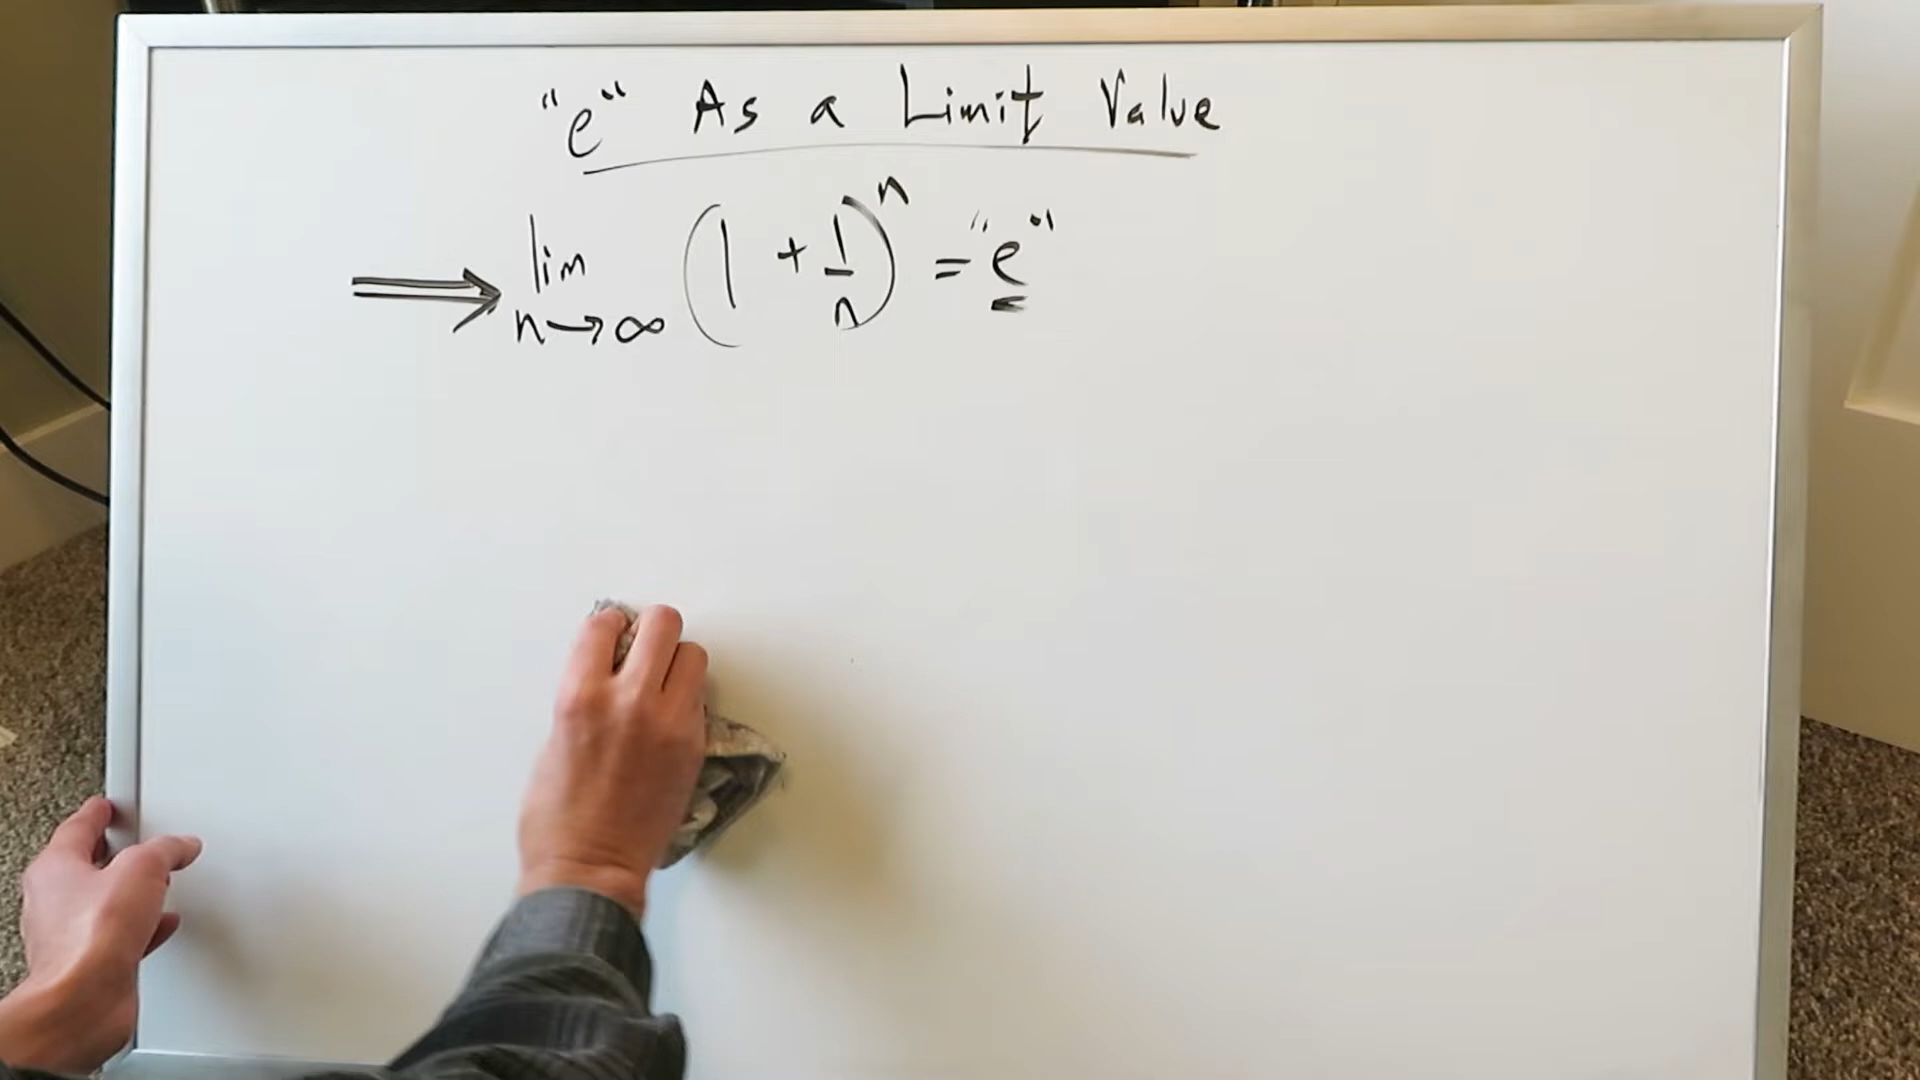 "e" As a Limit Value
⟹ lim n→∞ (1 + 1/n)^n = "e"